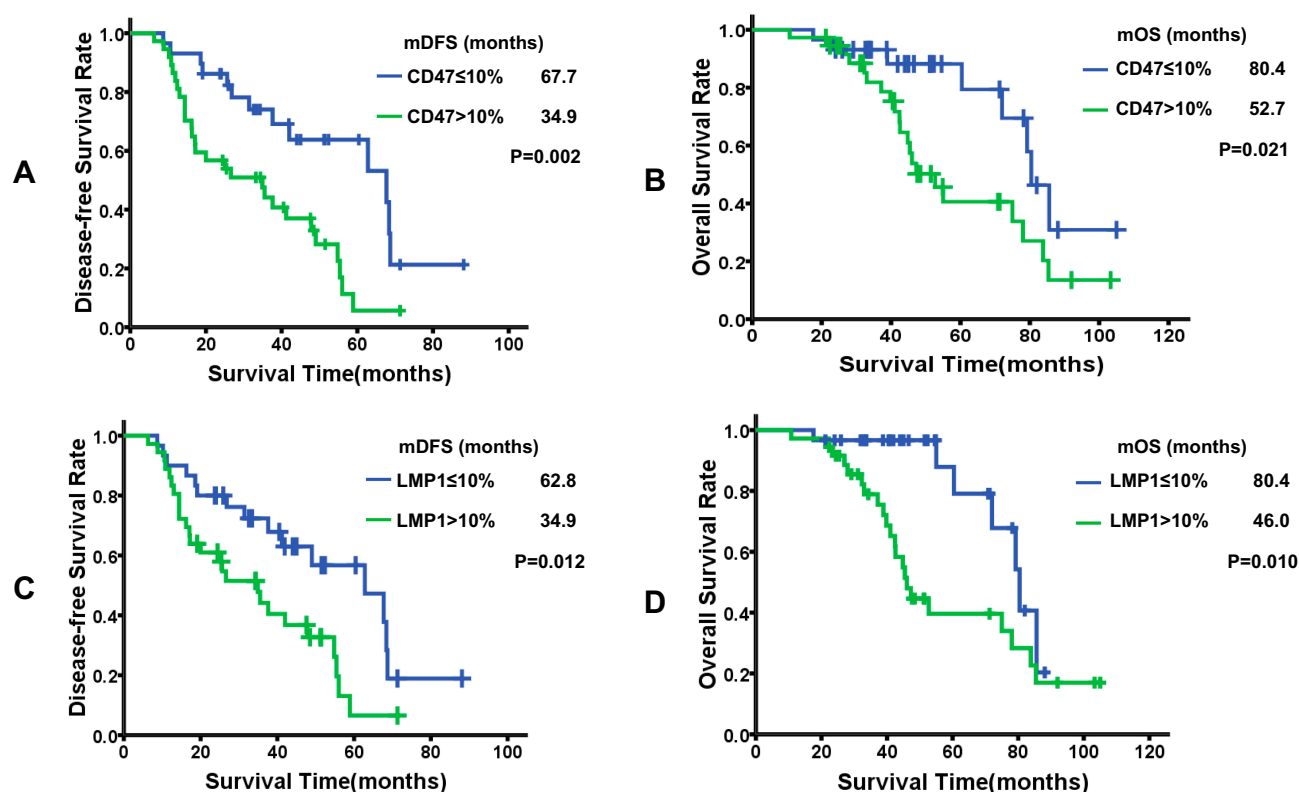 A
Disease-free Survival Rate
1.0
0.8
0.6
0.4
0.2
0.0
0 20 40 60 80 100
Survival Time(months)
mDFS (months)
CD47≤10% 67.7
CD47>10% 34.9
P=0.002
B
Overall Survival Rate
1.0
0.8
0.6
0.4
0.2
0.0
0 20 40 60 80 100 120
Survival Time(months)
mOS (months)
CD47≤10% 80.4
CD47>10% 52.7
P=0.021
C
Disease-free Survival Rate
1.0
0.8
0.6
0.4
0.2
0.0
0 20 40 60 80 100
Survival Time(months)
mDFS (months)
LMP1≤10% 62.8
LMP1>10% 34.9
P=0.012
D
Overall Survival Rate
1.0
0.8
0.6
0.4
0.2
0.0
0 20 40 60 80 100 120
Survival Time(months)
mOS (months)
LMP1≤10% 80.4
LMP1>10% 46.0
P=0.010